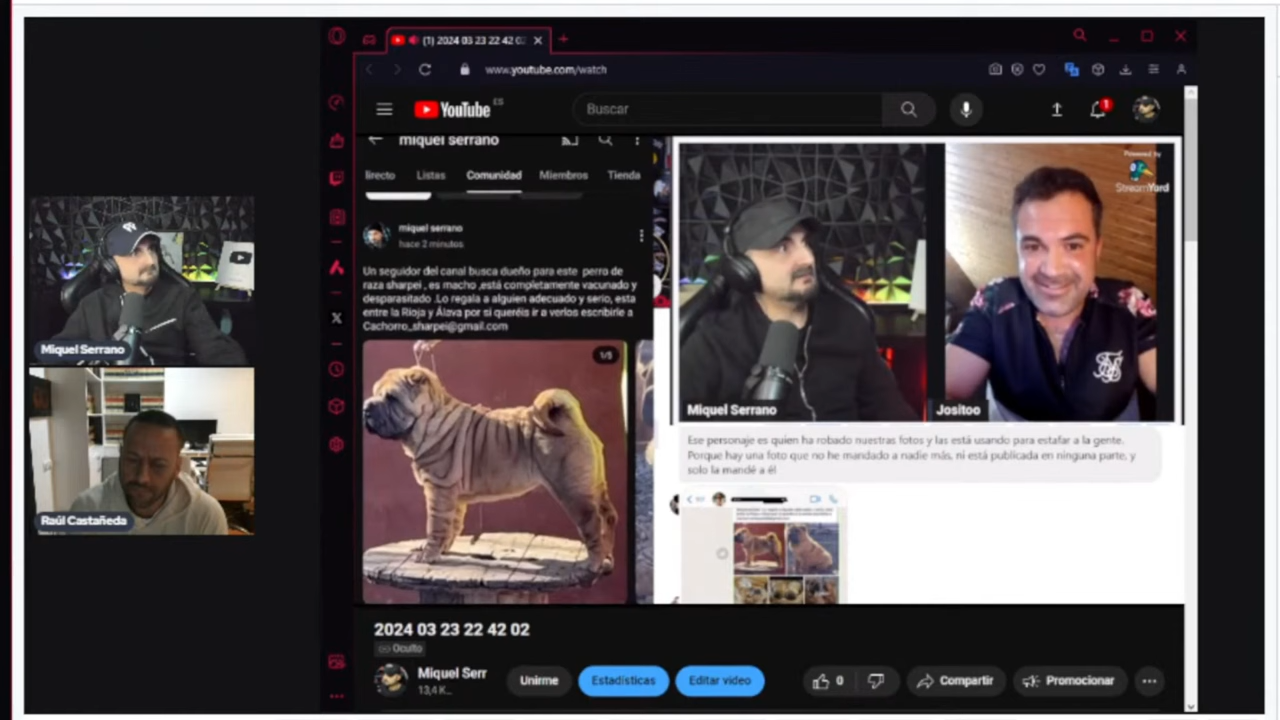 (1) 2024 03 23 22 42 02
www.youtube.com/watch
YouTube ES
Buscar
1
miquel serrano
lirecto Listas Comunidad Miembros Tienda
miquel serrano
hace 2 minutos
Un seguidor del canal busca dueño para este perro de
raza sharpei , es macho ,está completamente vacunado y
desparasitado .Lo regala a alguien adecuado y serio, esta
entre la Rioja y Álava por si queréis ir a verlos escribirle a
Cachorro_sharpei@gmail.com
1/5
Powered by
StreamYard
Miquel Serrano
Jositoo
Ese personaje es quien ha robado nuestras fotos y las está usando para estafar a la gente.
Porque hay una foto que no he mandado a nadie más, ni está publicada en ninguna parte, y
solo la mandé a él
Miquel Serrano
Raúl Castañeda
2024 03 23 22 42 02
Oculto
Miquel Serr
13,4 K...
Unirme
Estadísticas
Editar vídeo
0
Compartir
Promocionar